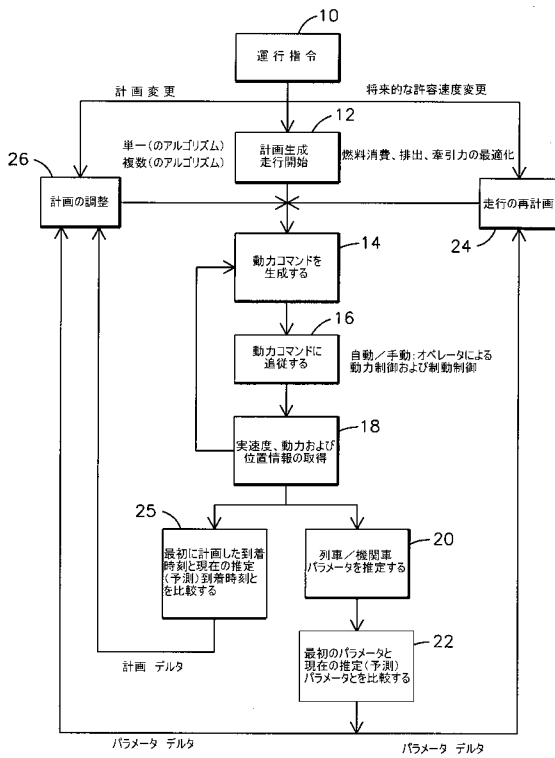 10
運行指令
計画変更
将来的な許容速度変更
12
単一(のアルゴリズム)
複数(のアルゴリズム)
計画生成
走行開始
燃料消費、排出、牽引力の最適化
26
計画の調整
走行の再計画
24
14
動力コマンドを
生成する
16
動力コマンドに
追従する
自動/手動:オペレータによる
動力制御および制動制御
18
実速度、動力および
位置情報の取得
25
最初に計画した到着
時刻と現在の推定
(予測)到着時刻と
を比較する
20
列車/機関車
パラメータを推定する
22
最初のパラメータと
現在の推定(予測)
パラメータとを比較する
計画 デルタ
パラメータ デルタ
パラメータ デルタ